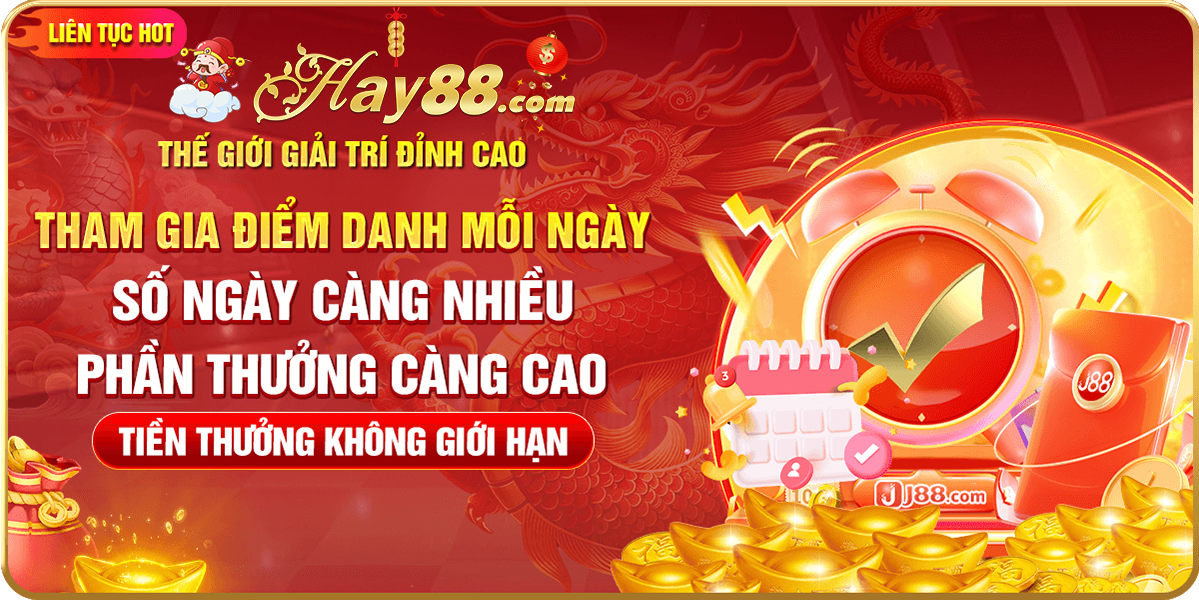 LIÊN TỤC HOT
Hay88.com
THẾ GIỚI GIẢI TRÍ ĐỈNH CAO
THAM GIA ĐIỂM DANH MỖI NGÀY
SỐ NGÀY CÀNG NHIỀU
PHẦN THƯỞNG CÀNG CAO
TIỀN THƯỞNG KHÔNG GIỚI HẠN
$
3
J88
J J88.com